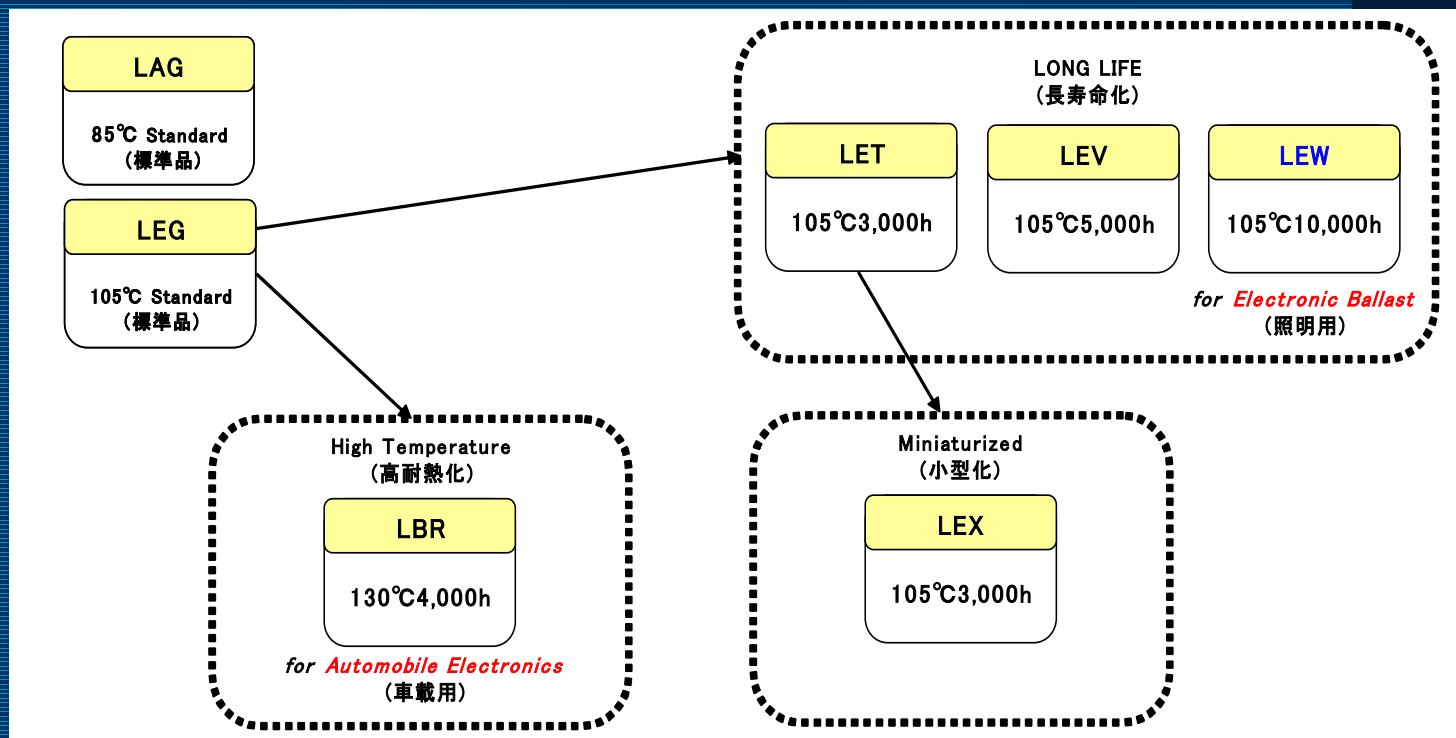 LAG
85℃ Standard
(標準品)
LEG
105℃ Standard
(標準品)
LONG LIFE
(長寿命化)
LET
105℃3,000h
LEV
105℃5,000h
LEW
105℃10,000h
for Electronic Ballast
(照明用)
High Temperature
(高耐熱化)
LBR
130℃4,000h
for Automobile Electronics
(車載用)
Miniaturized
(小型化)
LEX
105℃3,000h